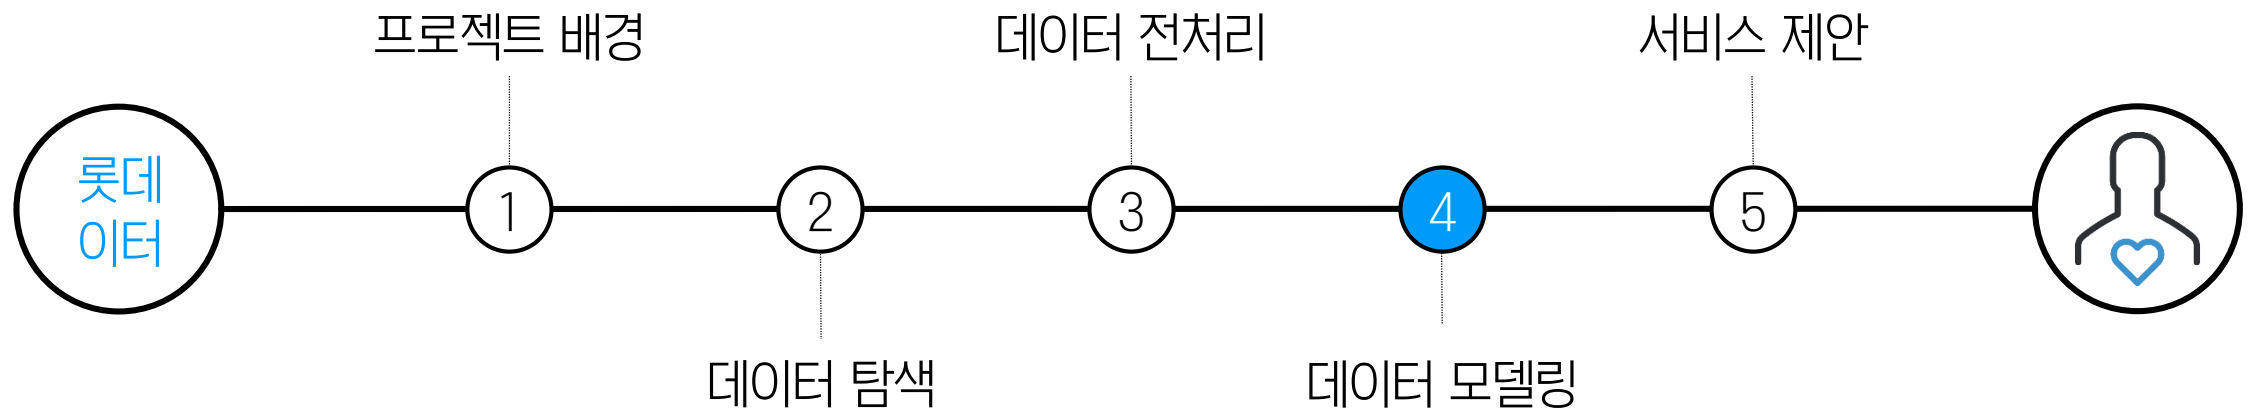 프로젝트 배경
데이터 전처리
서비스 제안
롯데
이터
1
2
3
4
5
데이터 탐색
데이터 모델링